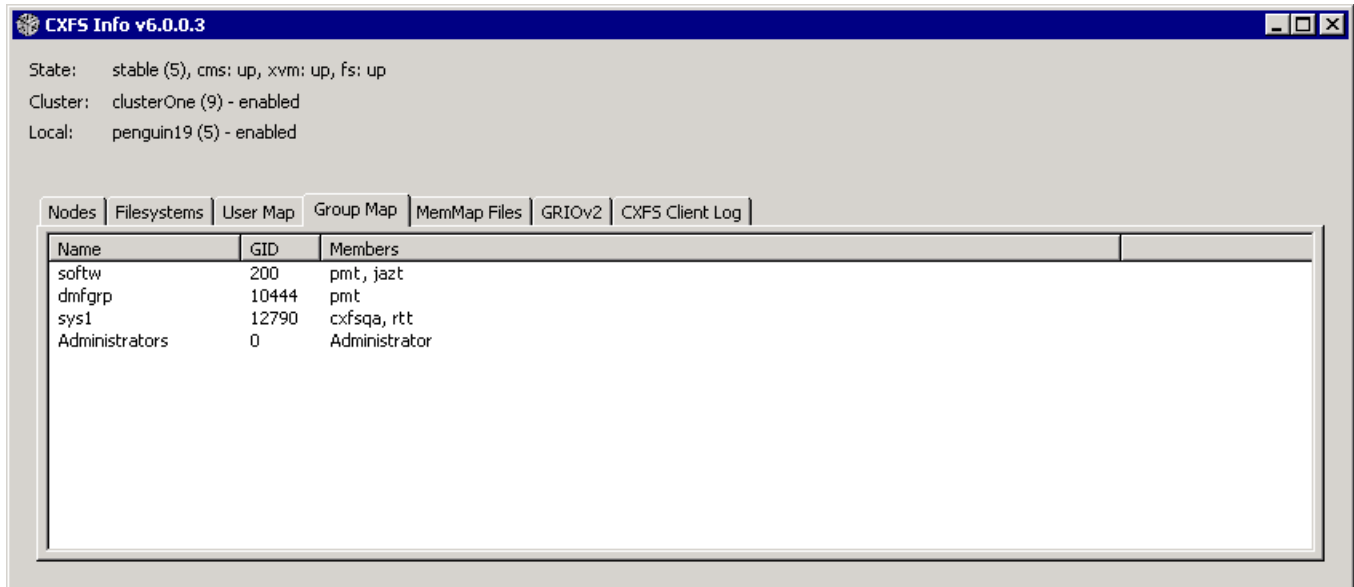 CXFS Info v6.0.0.3
State: stable (5), cms: up, xvm: up, fs: up
Cluster: clusterOne (9) - enabled
Local: penguin19 (5) - enabled
Nodes Filesystems User Map Group Map MemMap Files GRIOv2 CXFS Client Log
Name GID Members
softw 200 pmt, jazt
dmfgrp 10444 pmt
sys1 12790 cxfsqa, rtt
Administrators 0 Administrator